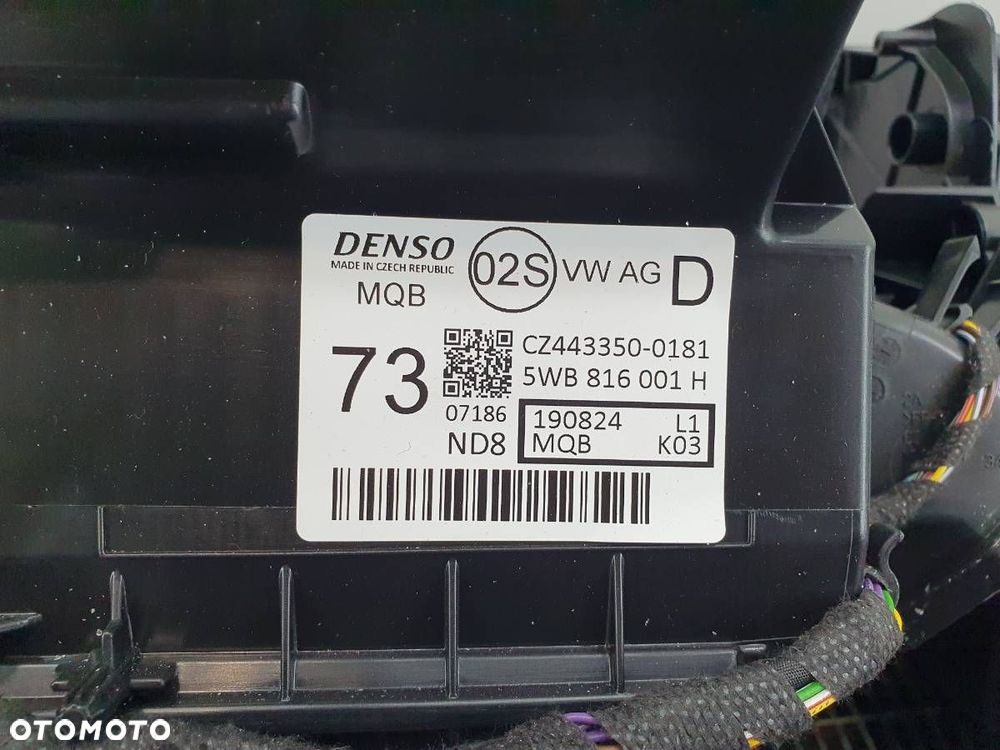 DENSO
MADE IN CZECH REPUBLIC
MQB
02S
VW AG D
73
CZ443350-0181
5WB 816 001 H
07186
ND8
190824 L1
MQB K03
OTOMOTO